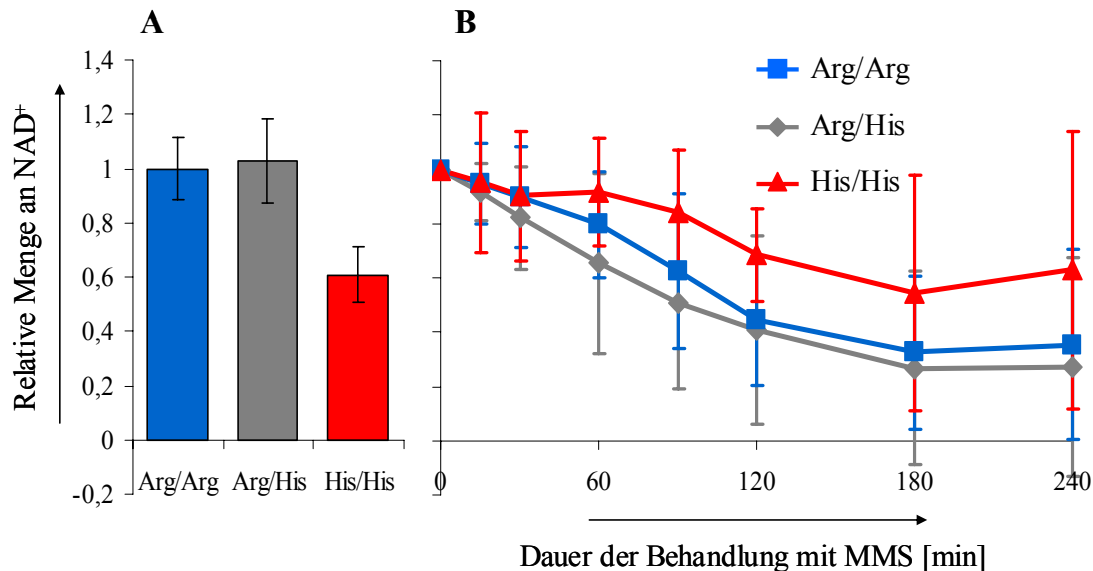 A
B
Relative Menge an NAD+
1,4
1,2
1
0,8
0,6
0,4
0,2
0
-0,2
Arg/Arg
Arg/His
His/His
Arg/Arg
Arg/His
His/His
0
60
120
180
240
Dauer der Behandlung mit MMS [min]